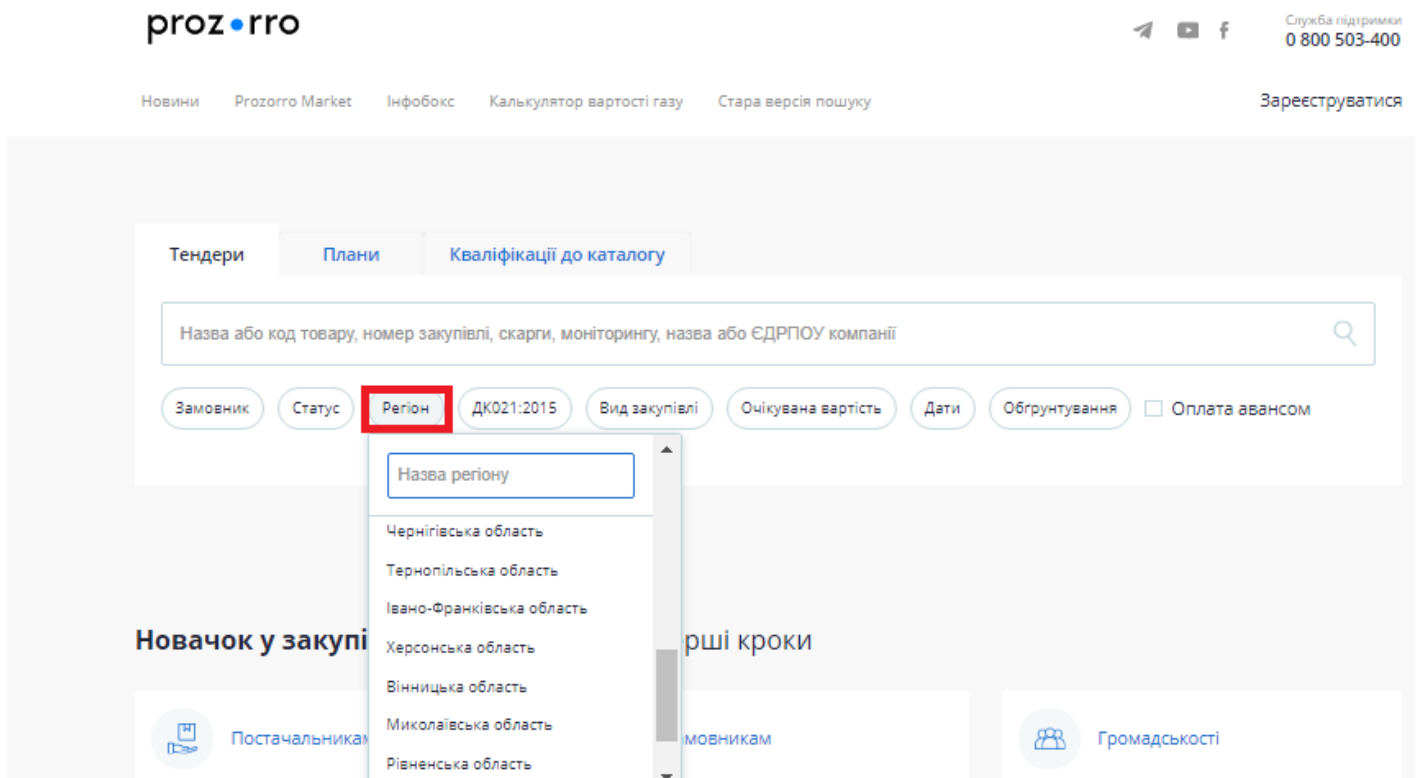 prozorro
Служба підтримки
0 800 503-400
Новини Prozorro Market Інфобокс Калькулятор вартості газу Стара версія пошуку Зареєструватися
Тендери Плани Кваліфікації до каталогу
Назва або код товару, номер закупівлі, скарги, моніторингу, назва або ЄДРПОУ компанії
Замовник Статус Регіон ДК021:2015 Вид закупівлі Очікувана вартість Дати Обґрунтування Оплата авансом
Назва регіону
Чернігівська область
Тернопільська область
Івано-Франківська область
Херсонська область
Вінницька область
Миколаївська область
Рівненська область
Новачок у закупі рші кроки
Постачальникам мовникам Громадськості